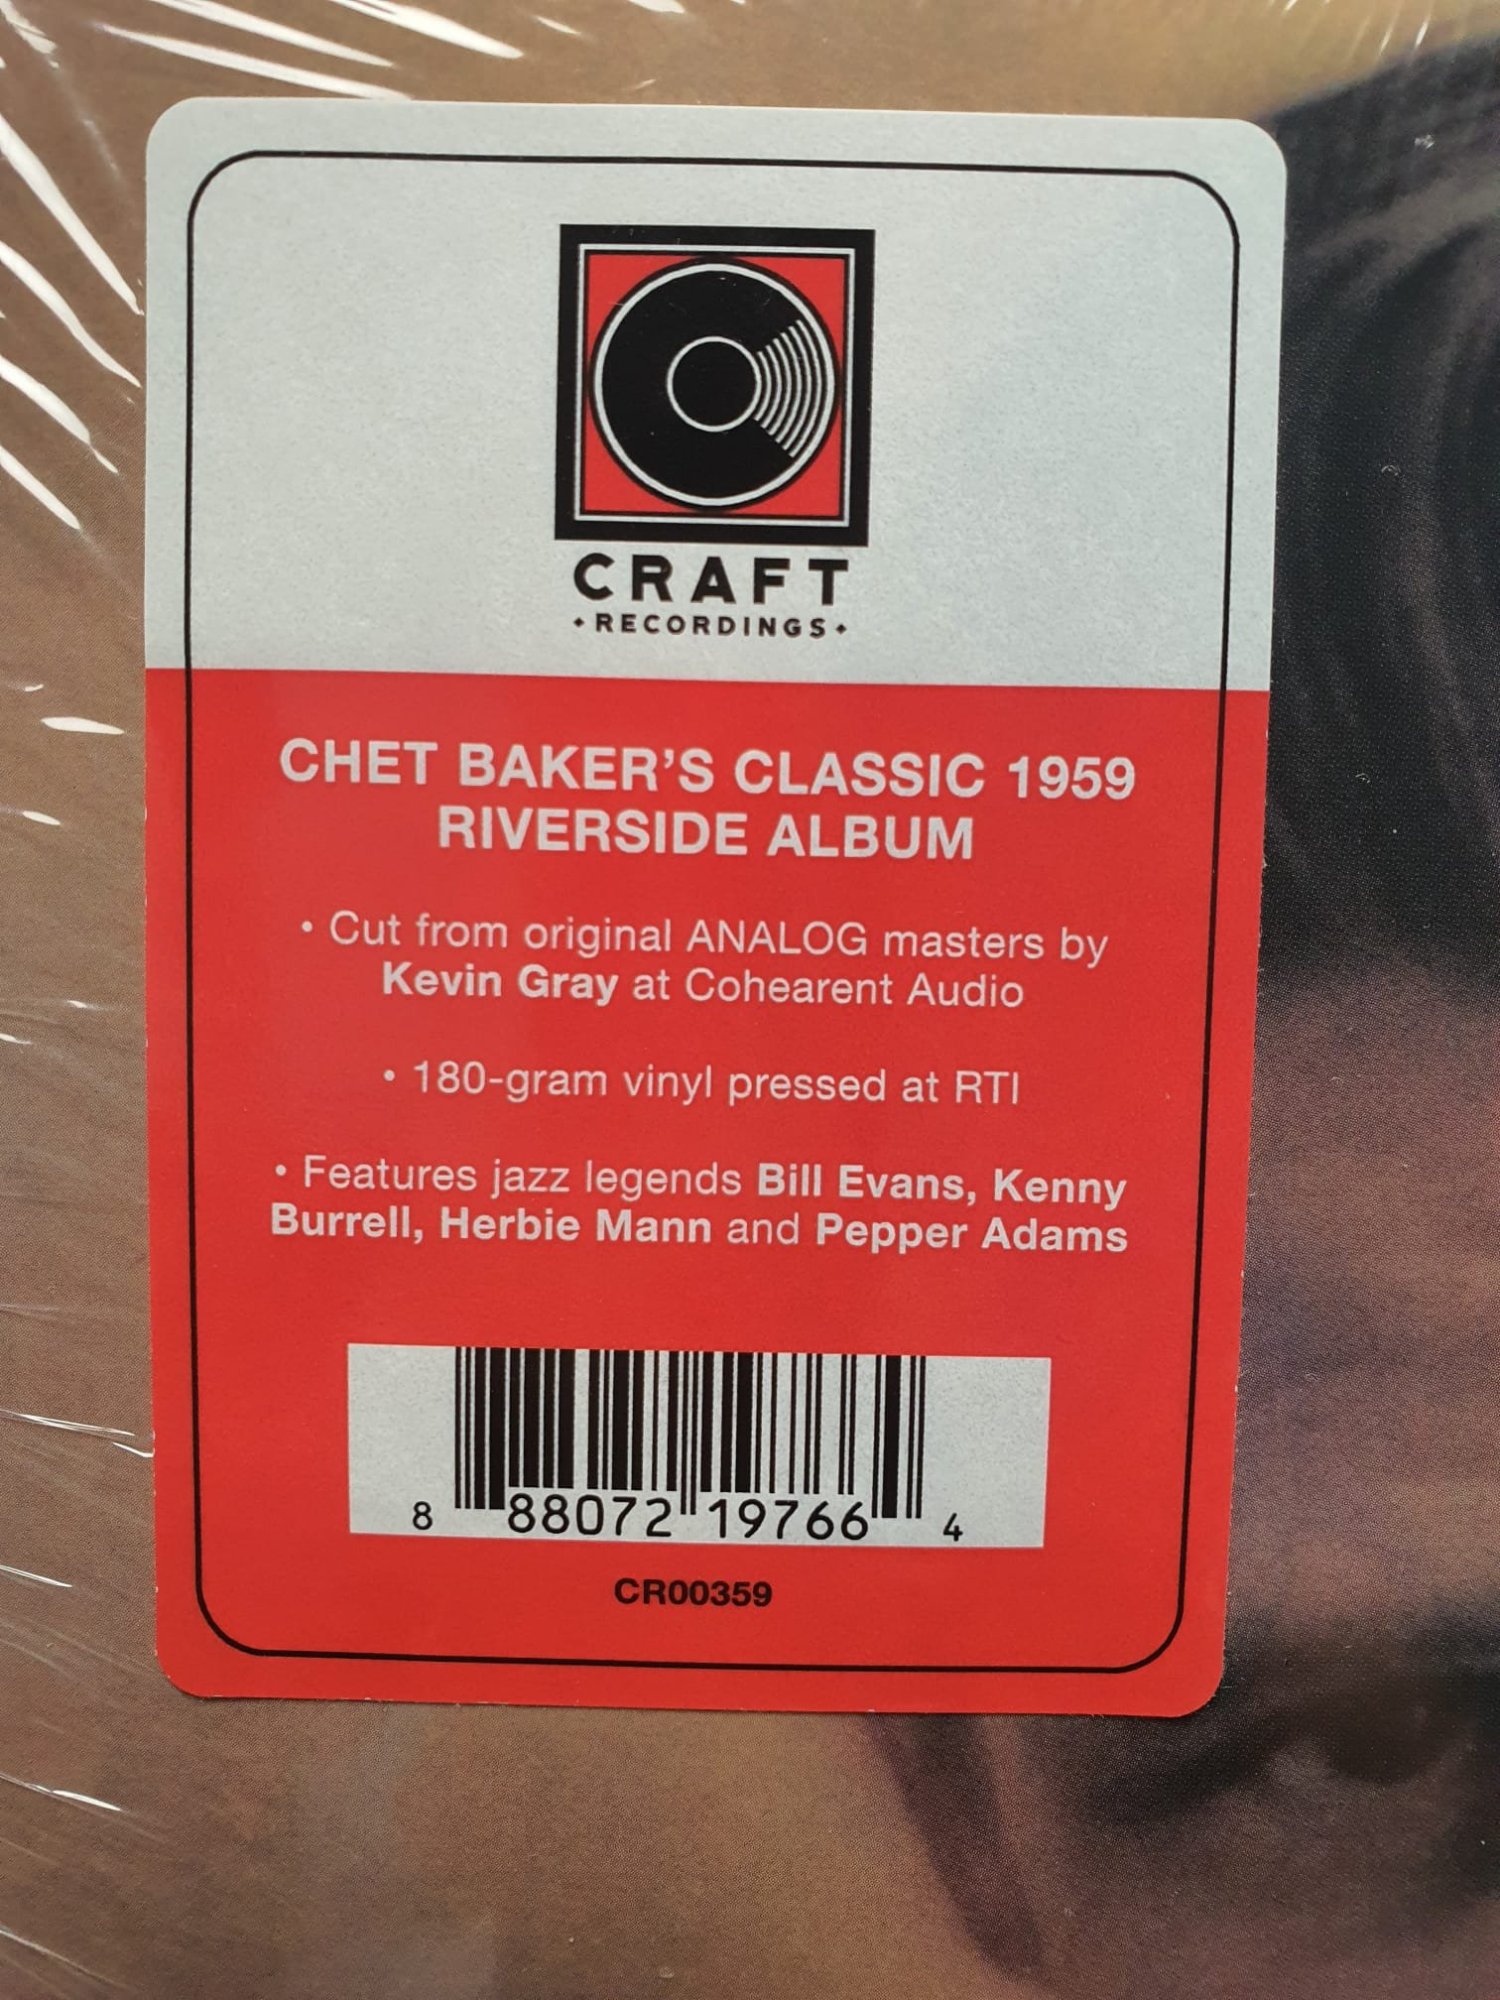 CRAFT
• RECORDINGS •
CHET BAKER'S CLASSIC 1959
RIVERSIDE ALBUM
• Cut from original ANALOG masters by
Kevin Gray at Cohearent Audio
• 180-gram vinyl pressed at RTI
• Features jazz legends Bill Evans, Kenny
Burrell, Herbie Mann and Pepper Adams
8 88072 19766 4
CR00359